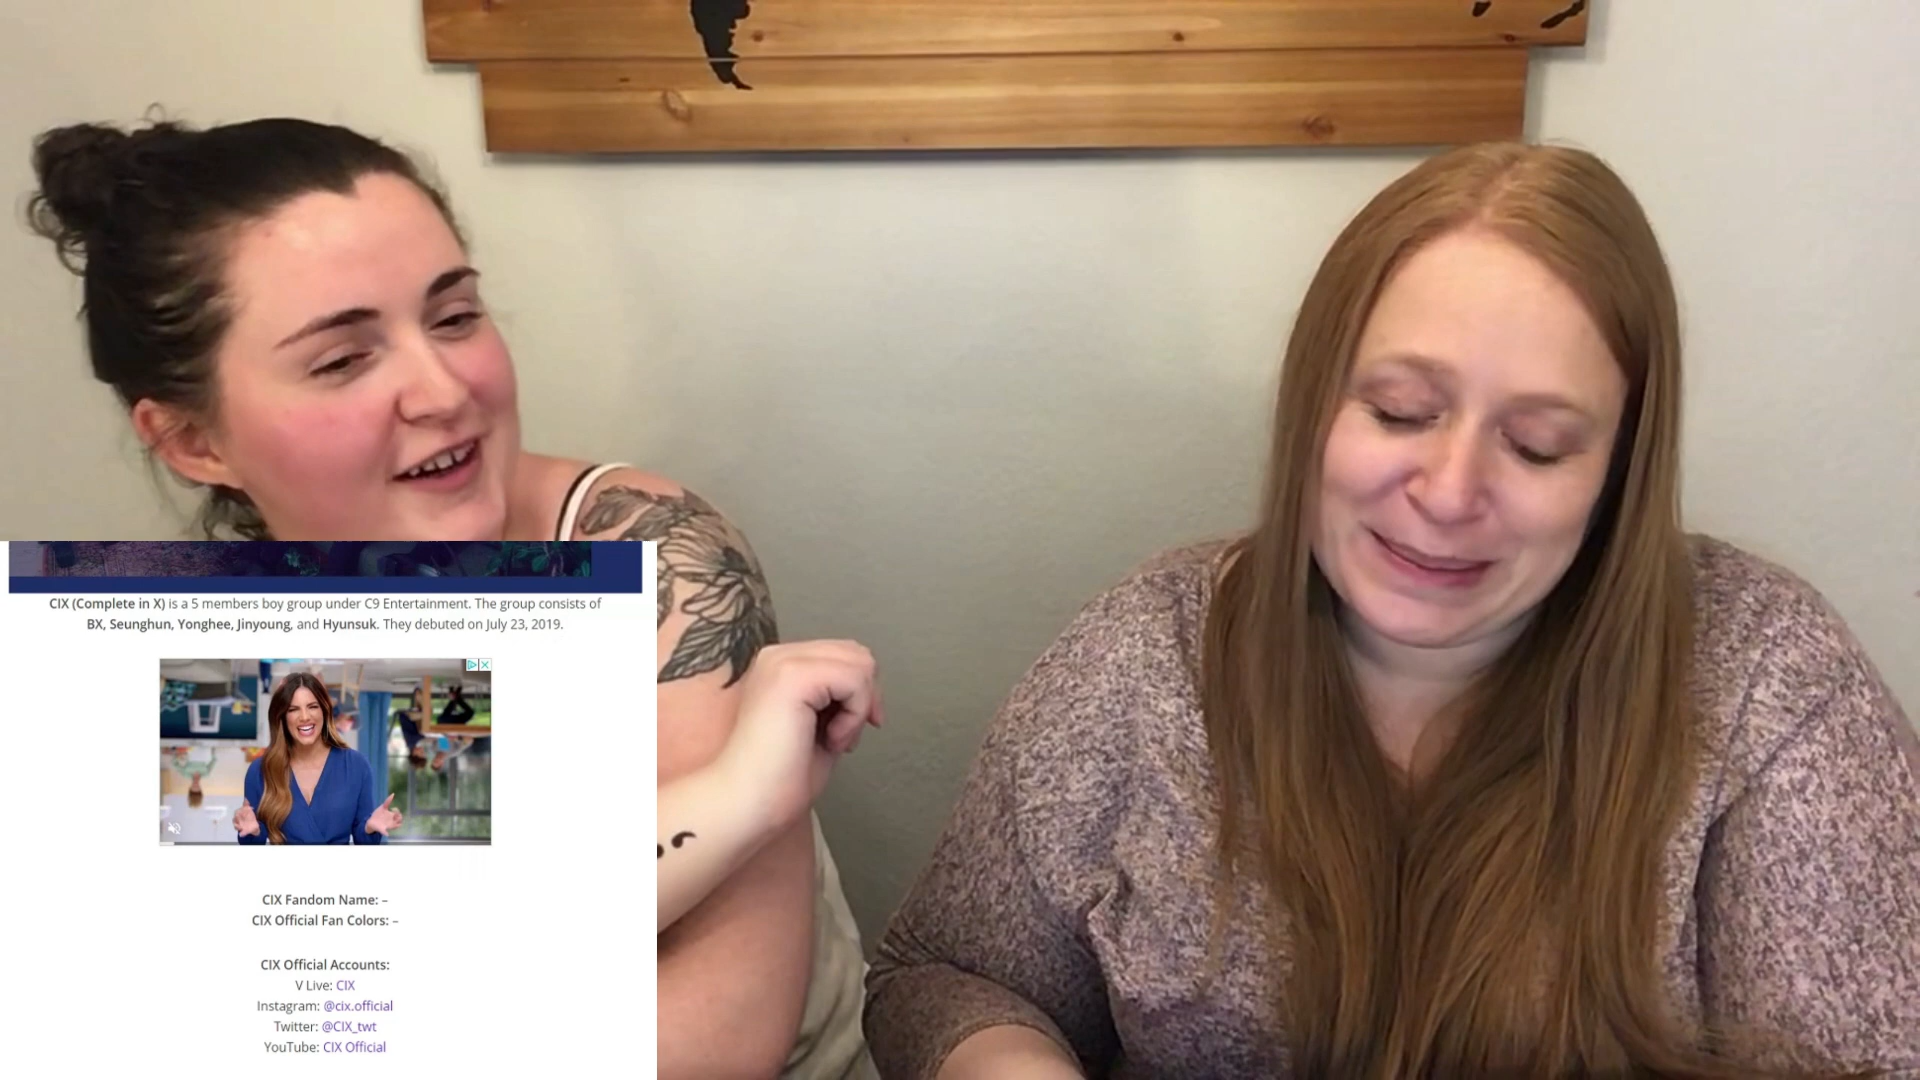 CIX (Complete in X) is a 5 members boy group under C9 Entertainment. The group consists of
BX, Seunghun, Yonghee, Jinyoung, and Hyunsuk. They debuted on July 23, 2019.
CIX Fandom Name: –
CIX Official Fan Colors: –
CIX Official Accounts:
V Live: CIX
Instagram: @cix.official
Twitter: @CIX_twt
YouTube: CIX Official